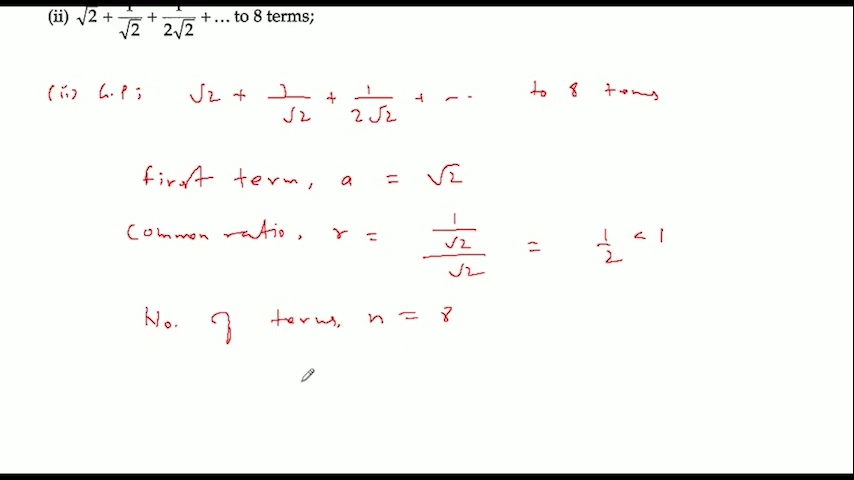 (ii) √2 + 1/√2 + 1/2√2 + ... to 8 terms;
(ii) G.P; √2 + 1/√2 + 1/2√2 + --- to 8 terms
first term, a = √2
Common ratio, r = (1/√2)/√2 = 1/2 < 1
No. of terms, n = 8